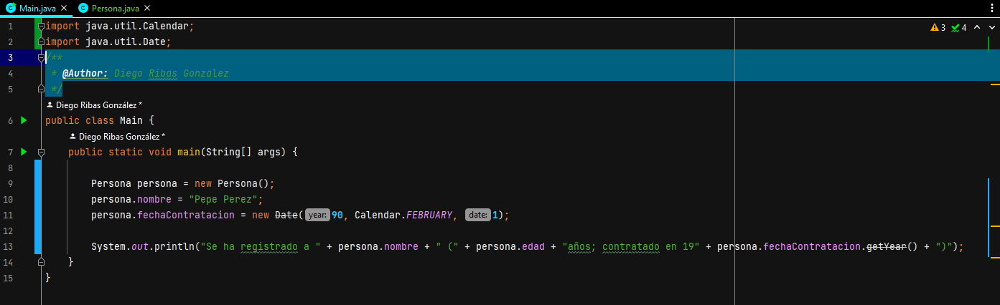 Main.java
Persona.java
3 4
1 import java.util.Calendar;
2 import java.util.Date;
3 /**
4 * @Author: Diego Ribas Gonzalez
5 */
Diego Ribas González *
6 public class Main {
Diego Ribas González *
7 public static void main(String[] args) {
8
9 Persona persona = new Persona();
10 persona.nombre = "Pepe Perez";
11 persona.fechaContratacion = new Date( year: 90, Calendar.FEBRUARY, date: 1);
12
13 System.out.println("Se ha registrado a " + persona.nombre + " (" + persona.edad + "años; contratado en 19" + persona.fechaContratacion.getYear() + ")");
14 }
15 }